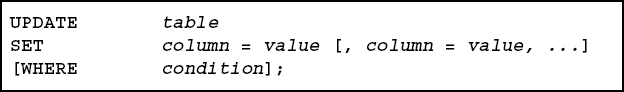 UPDATE table
SET column = value [, column = value, ...]
[WHERE condition];